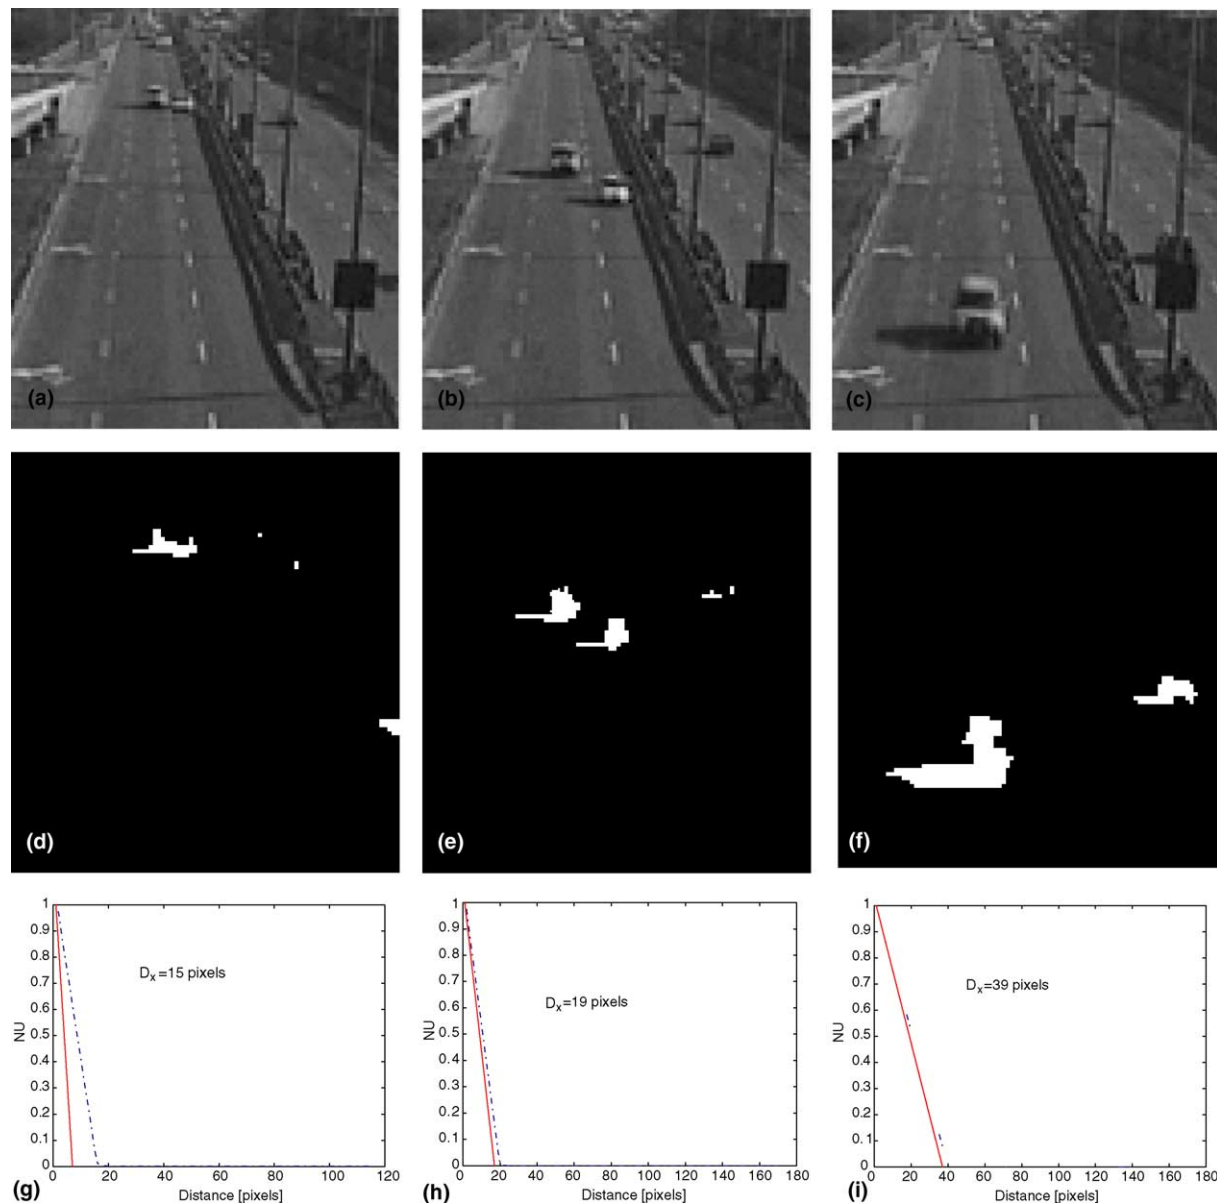 (a)
(b)
(c)
(d)
(e)
(f)
1
0.9
0.8
0.7
0.6
0.5
0.4
0.3
0.2
0.1
0
NU
Dx=15 pixels
0 20 40 60 80 100 120
Distance [pixels]
(g)
1
0.9
0.8
0.7
0.6
0.5
0.4
0.3
0.2
0.1
0
NU
Dx=19 pixels
0 20 40 60 80 100 120 140 160 180
Distance [pixels]
(h)
1
0.9
0.8
0.7
0.6
0.5
0.4
0.3
0.2
0.1
0
NU
Dx=39 pixels
0 20 40 60 80 100 120 140 160 180
Distance [pixels]
(i)